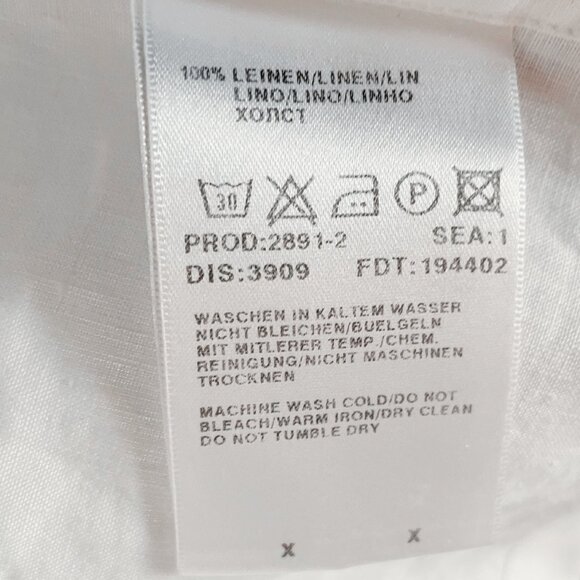 100% LEINEN/LINEN/LIN
LINO/LINO/LINHO
ХОЛСТ
30 P
PROD:2891-2 SEA:1
DIS:3909 FDT:194402
WASCHEN IN KALTEM WASSER
NICHT BLEICHEN/BUELGELN
MIT MITLERER TEMP./CHEM.
REINIGUNG/NICHT MASCHINEN
TROCKNEN
MACHINE WASH COLD/DO NOT
BLEACH/WARM IRON/DRY CLEAN
DO NOT TUMBLE DRY
X X